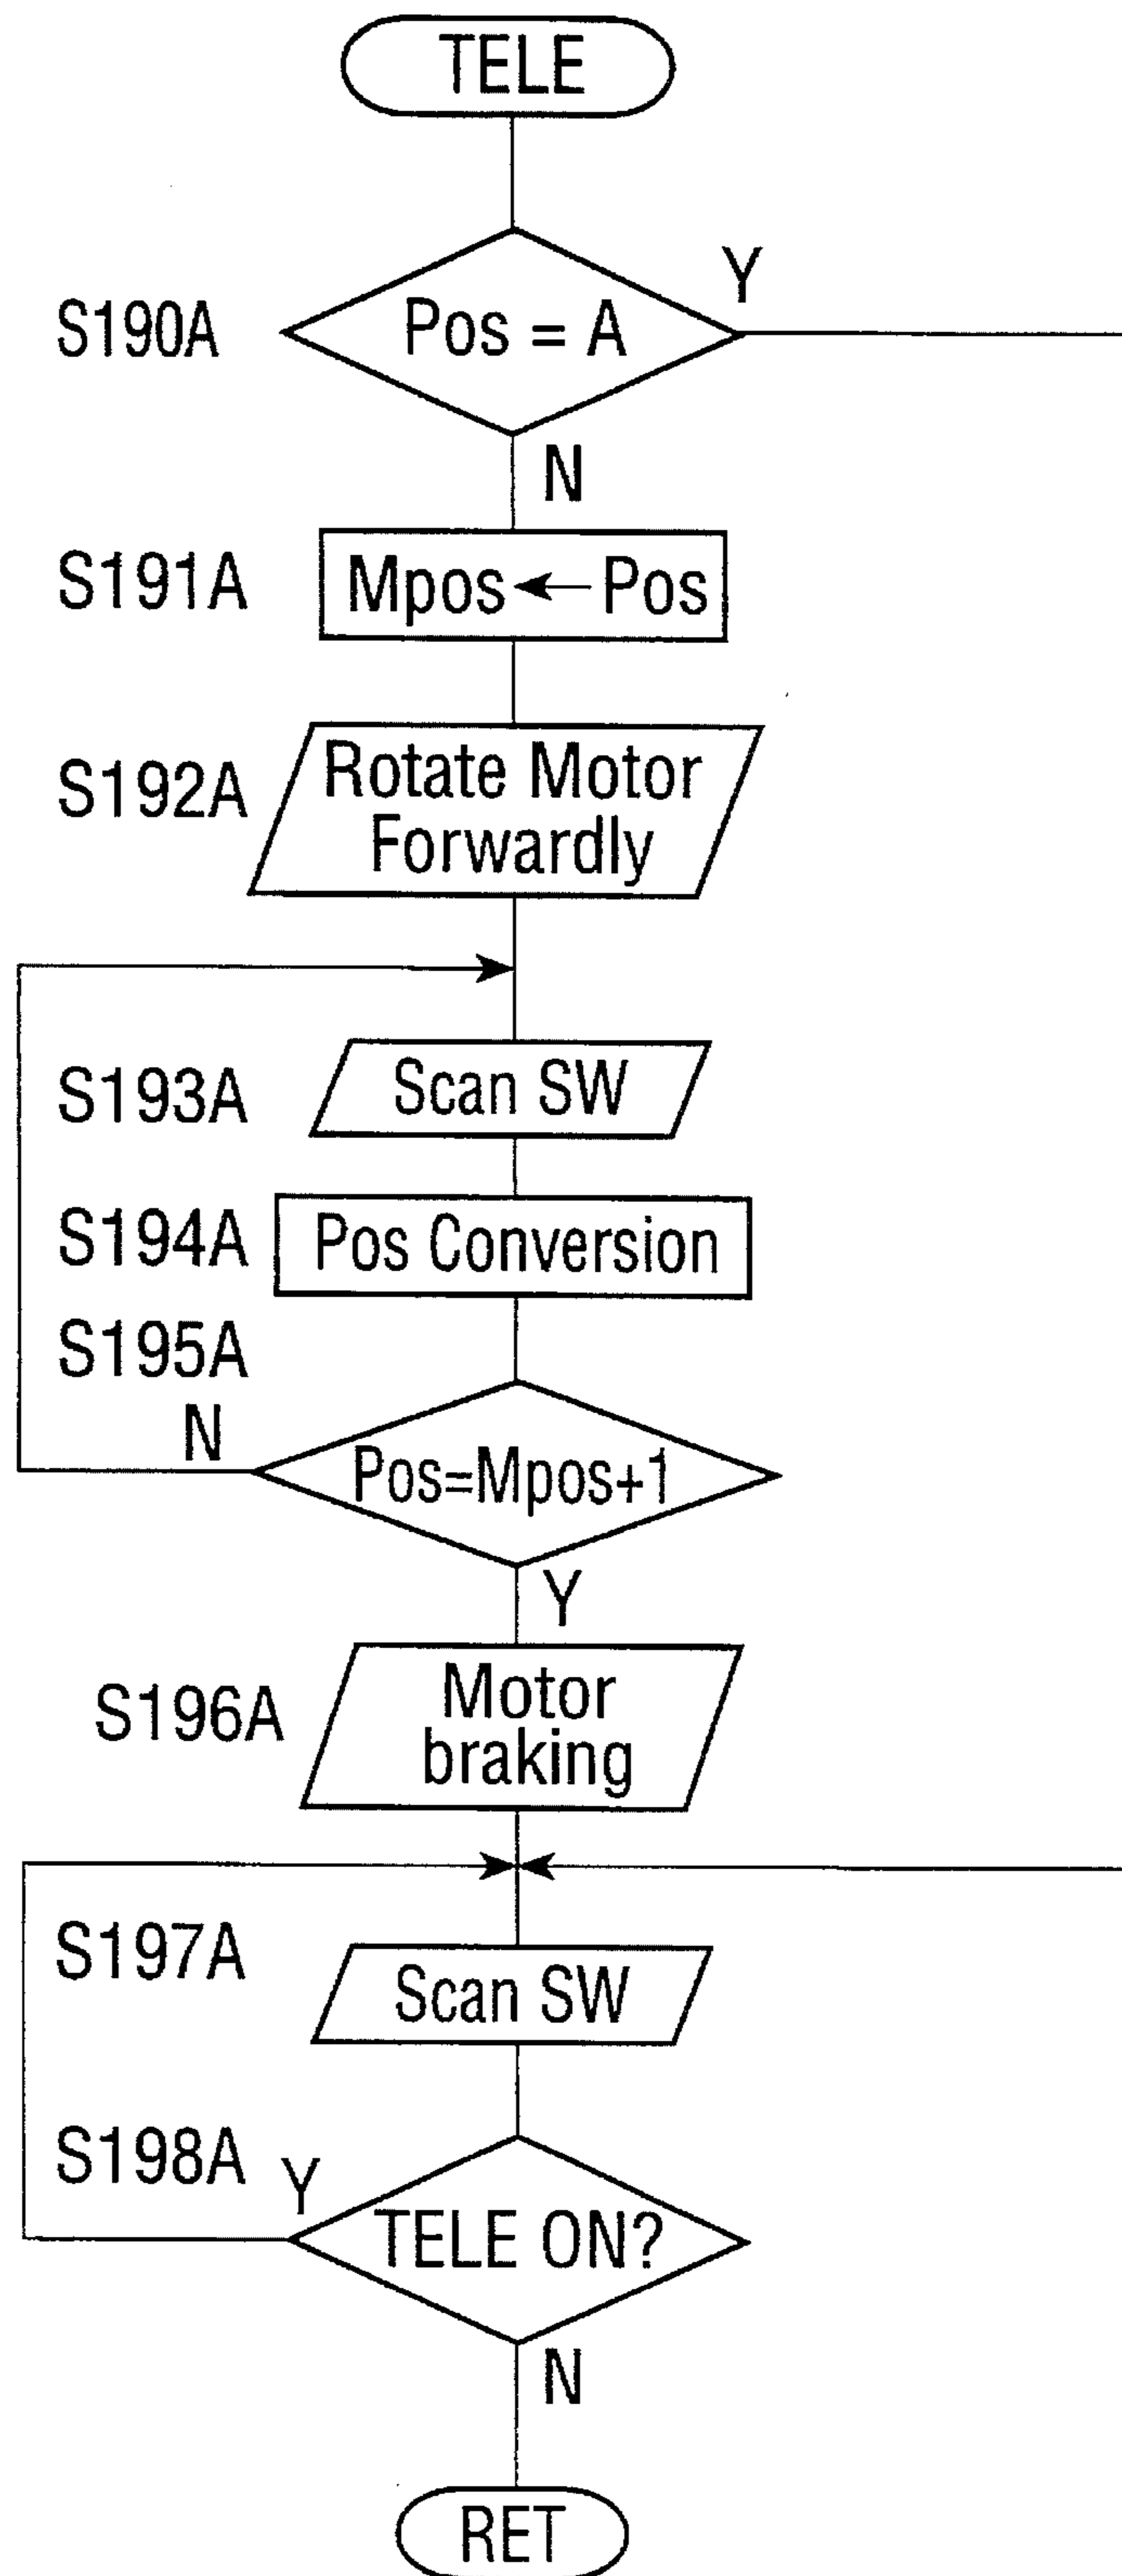 TELE
Y
S190A
Pos = A
N
S191A
Mpos ← Pos
S192A
Rotate Motor
Forwardly
S193A
Scan SW
S194A
Pos Conversion
S195A
N
Pos=Mpos+1
Y
S196A
Motor
braking
S197A
Scan SW
S198A
Y
TELE ON?
N
RET